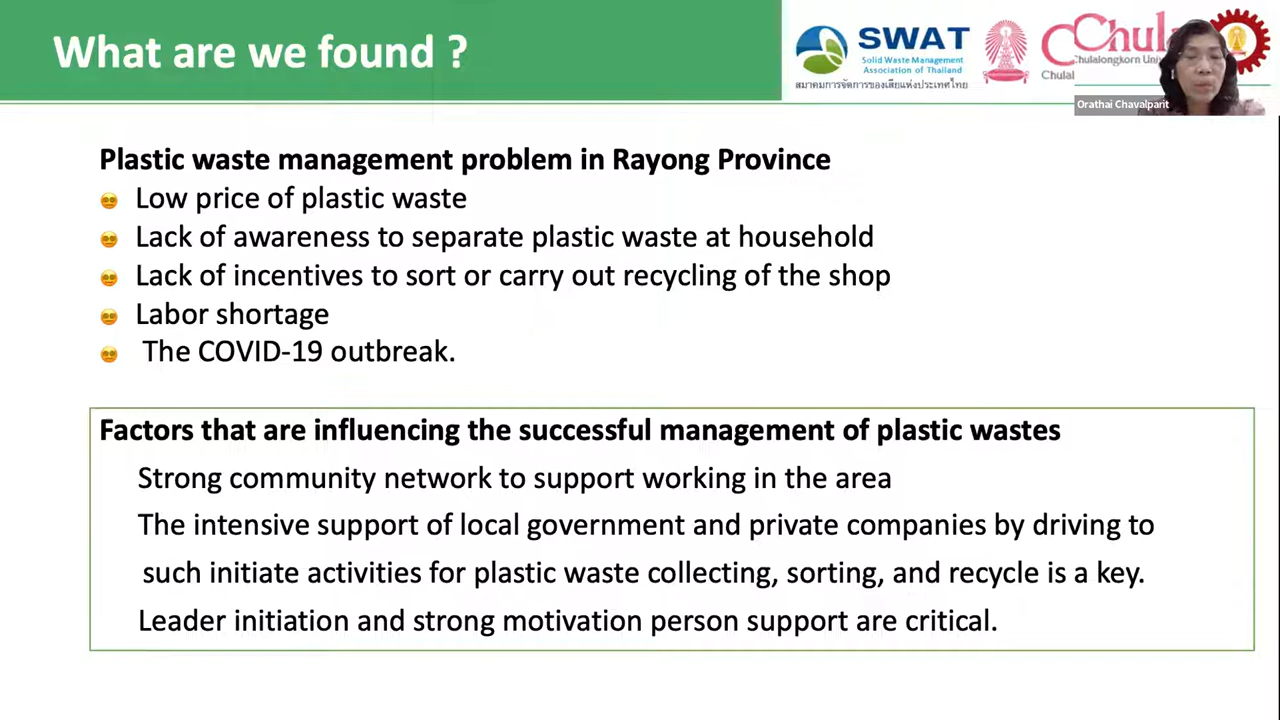 What are we found ?
SWAT
Solid Waste Management
Association of Thailand
สมาคมการจัดการของเสียแห่งประเทศไทย
Chul
Chulalongkorn Univ
Chulal
Orathai Chavalparit
Plastic waste management problem in Rayong Province
Low price of plastic waste
Lack of awareness to separate plastic waste at household
Lack of incentives to sort or carry out recycling of the shop
Labor shortage
The COVID-19 outbreak.
Factors that are influencing the successful management of plastic wastes
Strong community network to support working in the area
The intensive support of local government and private companies by driving to
such initiate activities for plastic waste collecting, sorting, and recycle is a key.
Leader initiation and strong motivation person support are critical.